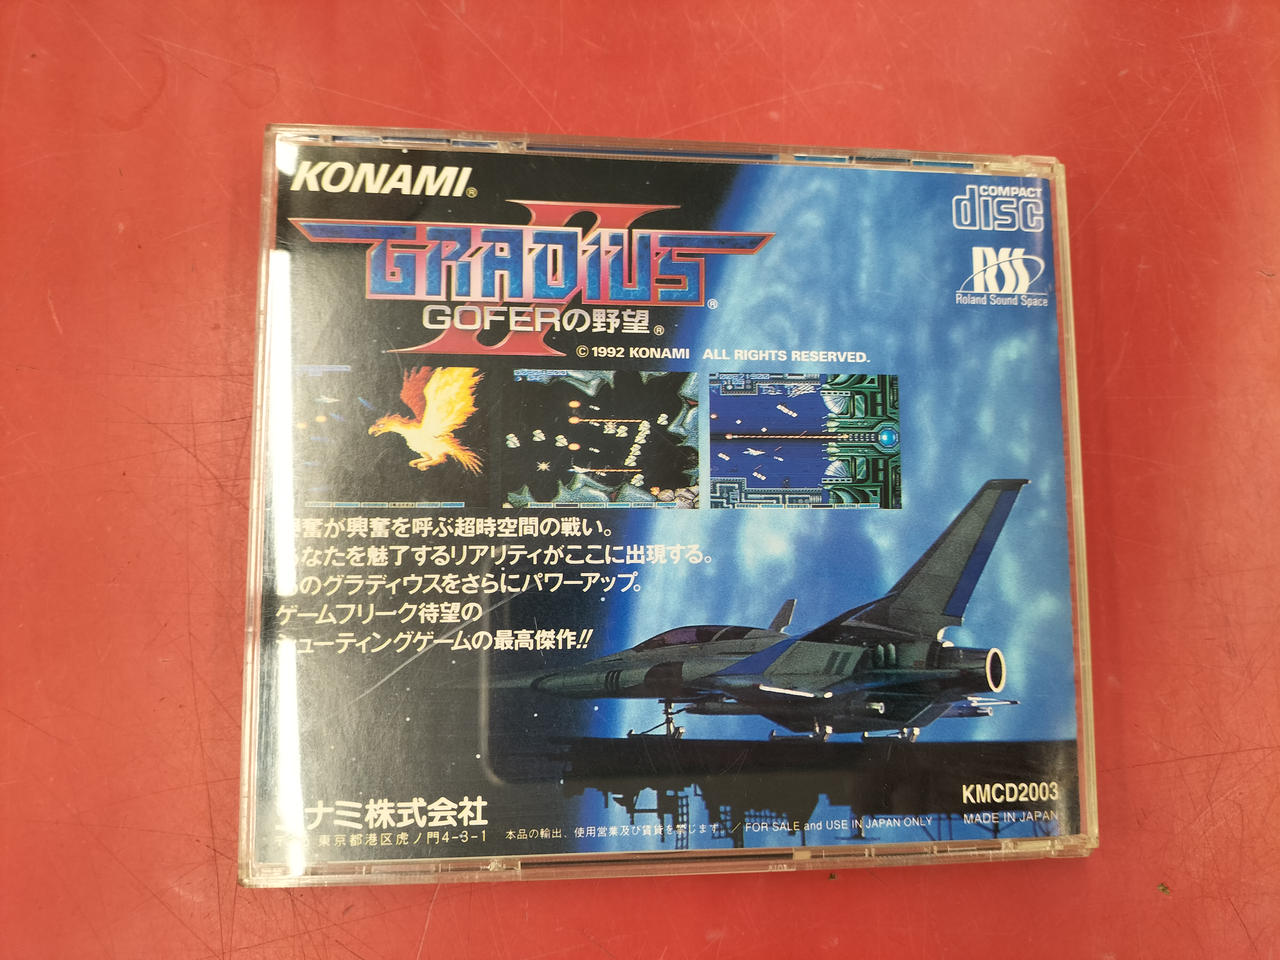 KONAMI®
COMPACT
disc
GRADIUS II ®
GOFERの野望®
RSS
Roland Sound Space
© 1992 KONAMI ALL RIGHTS RESERVED.
奮が興奮を呼ぶ超時空間の戦い。
なたを魅了するリアリティがここに出現する。
のグラディウスをさらにパワーアップ。
ゲームフリーク待望の
シューティングゲームの最高傑作!!
KMCD2003
MADE IN JAPAN
ナミ株式会社
東京都港区虎ノ門4-3-1
本品の輸出、使用営業及び賃貸を禁じます。／FOR SALE and USE IN JAPAN ONLY